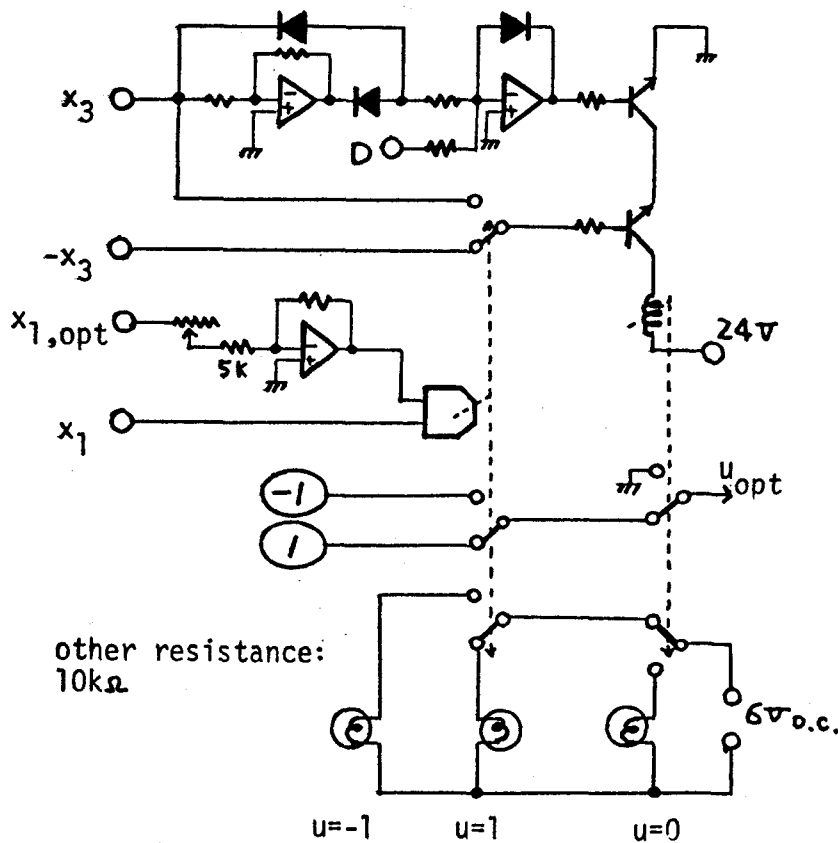 x3
D
-x3
x1,opt
5K
24V
x1
-1
1
uopt
other resistance:
10kΩ
6V D.C.
u=-1 u=1 u=0